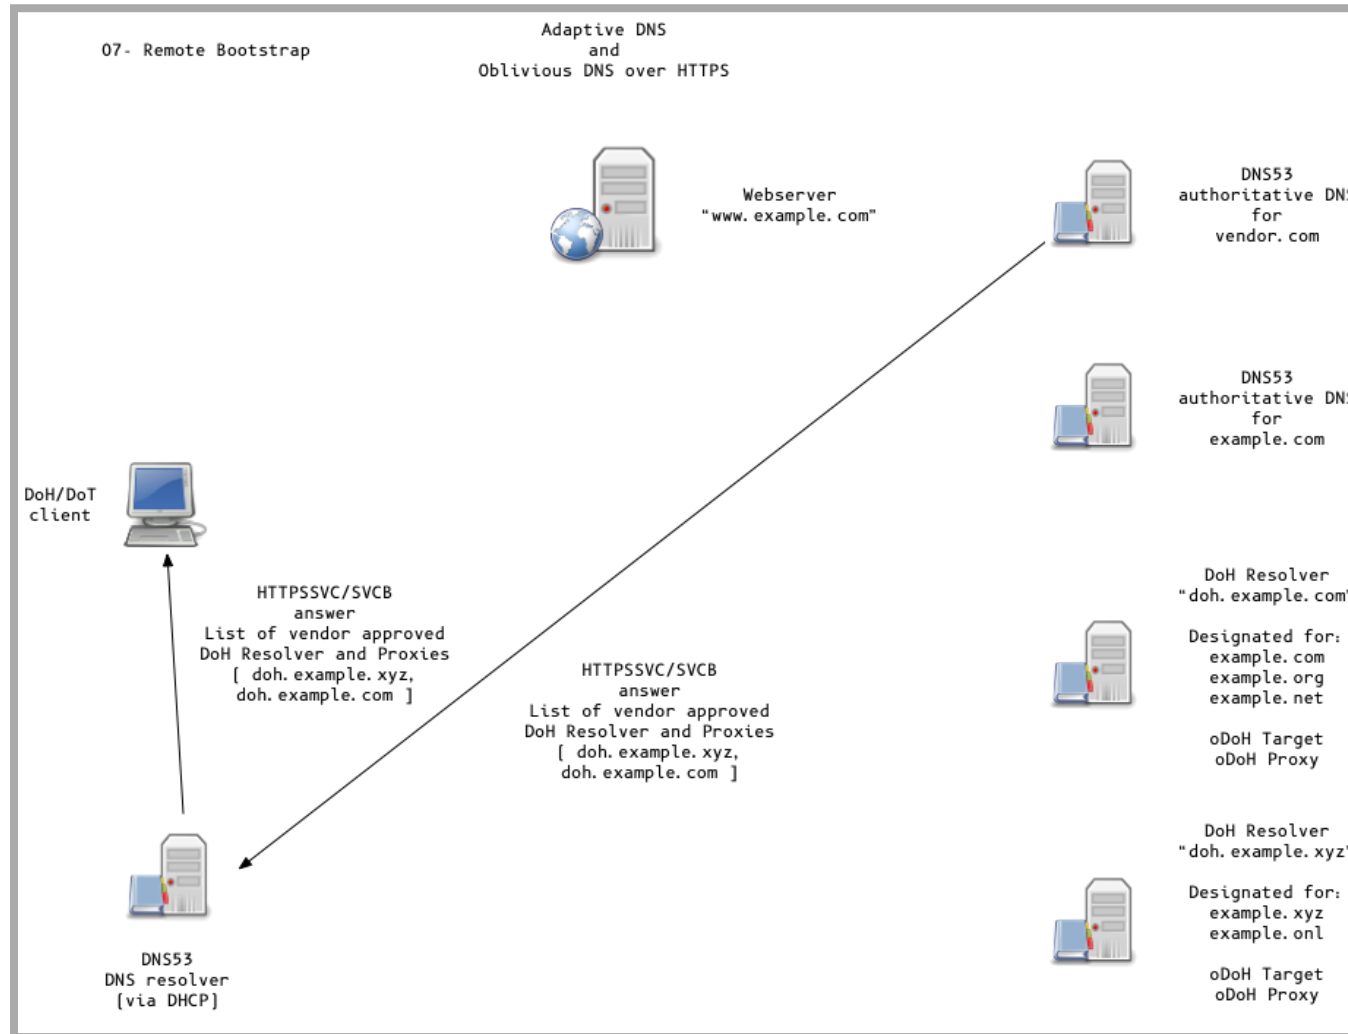 07- Remote Bootstrap
Adaptive DNS
and
Oblivious DNS over HTTPS
Webserver
"www.example.com"
DNS53
authoritative DNS
for
vendor.com
DNS53
authoritative DNS
for
example.com
DoH/DoT
client
HTTPSSVC/SVCB
answer
List of vendor approved
DoH Resolver and Proxies
[ doh.example.xyz,
doh.example.com ]
HTTPSSVC/SVCB
answer
List of vendor approved
DoH Resolver and Proxies
[ doh.example.xyz,
doh.example.com ]
DoH Resolver
"doh.example.com"
Designated for:
example.com
example.org
example.net
oDoH Target
oDoH Proxy
DoH Resolver
"doh.example.xyz"
Designated for:
example.xyz
example.onl
oDoH Target
oDoH Proxy
DNS53
DNS resolver
[via DHCP]